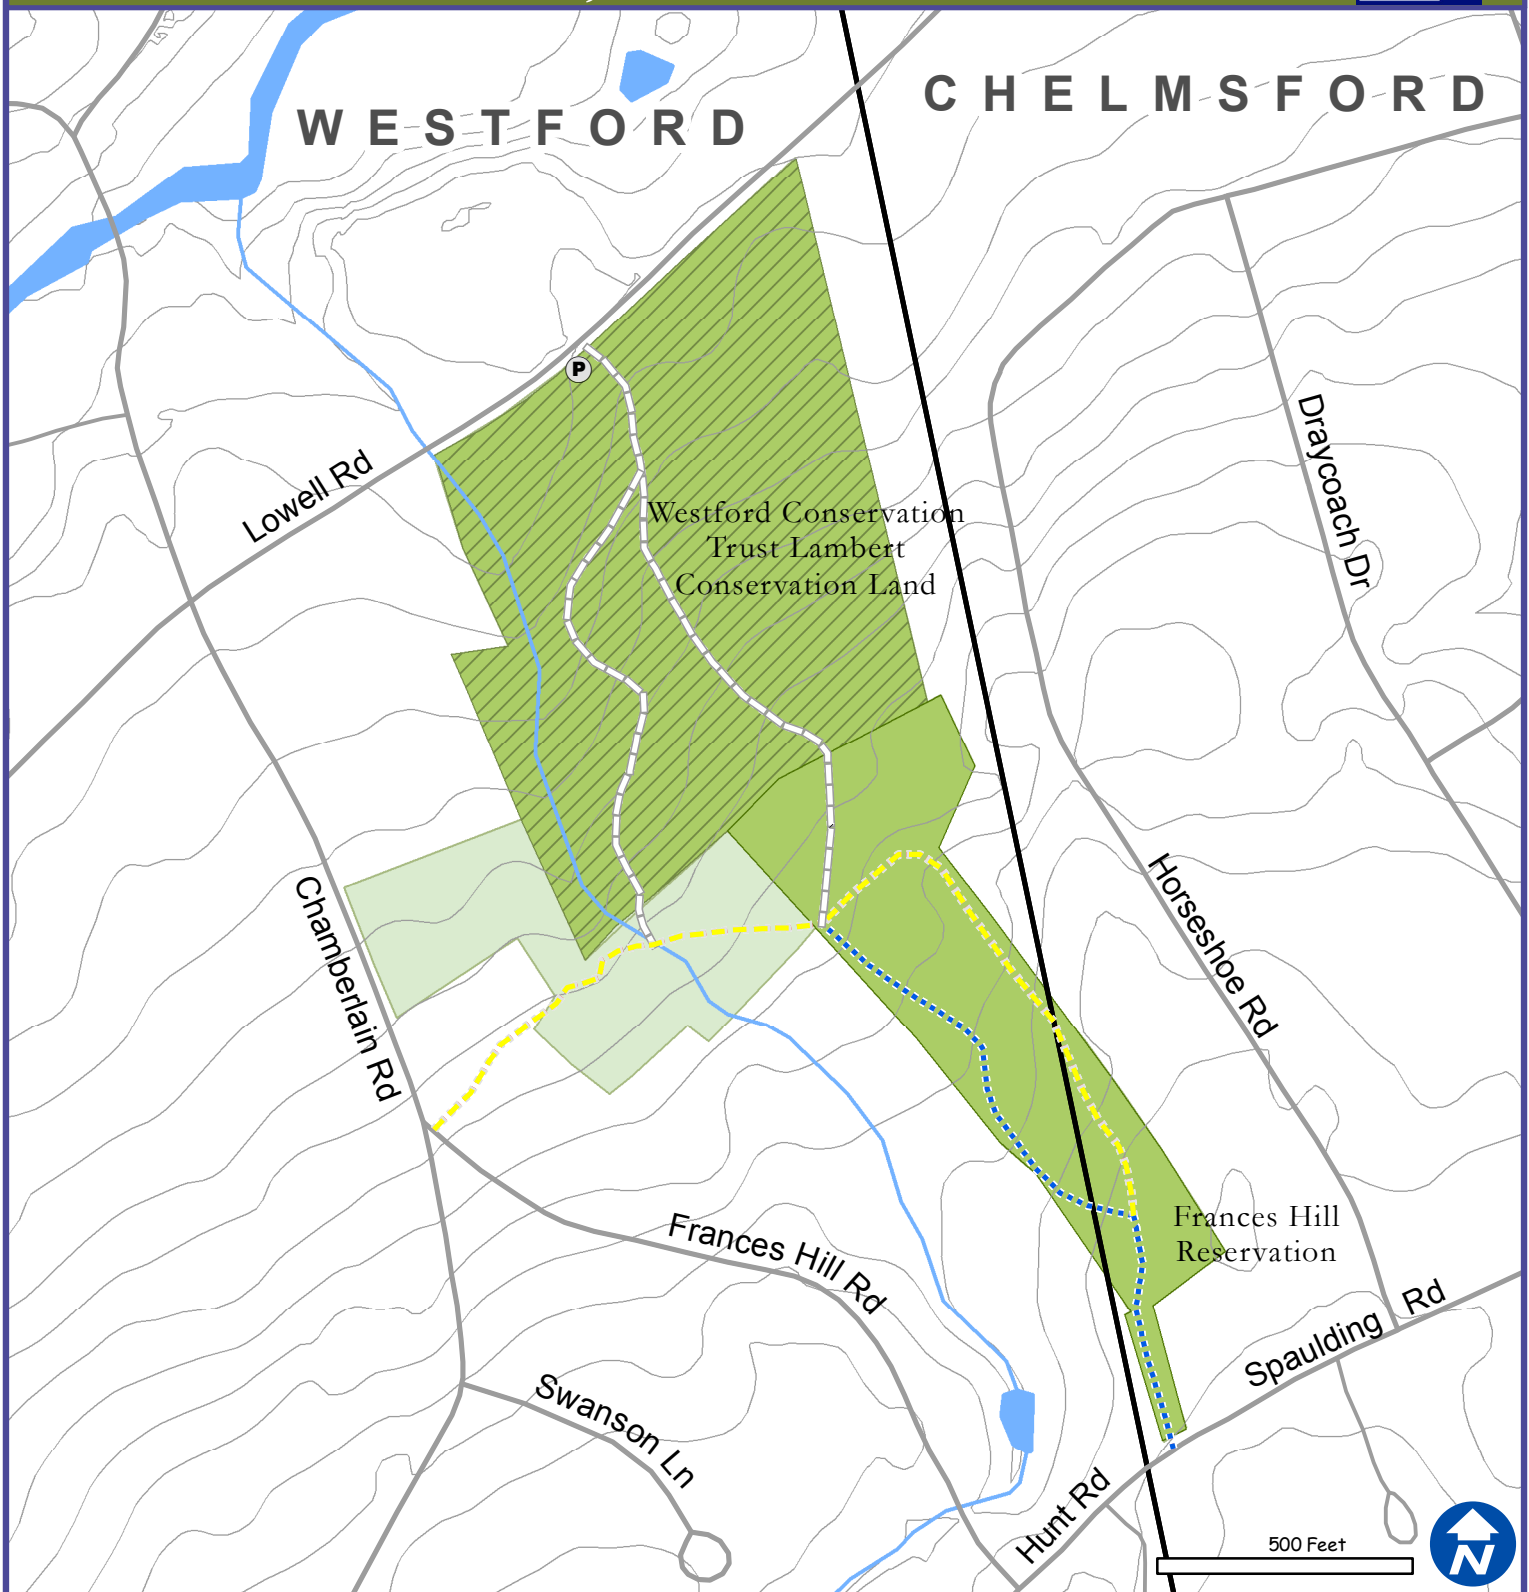 WESTFORD
CHELMSFORD
P
Lowell Rd
Draycoach Dr
Westford Conservation
Trust Lambert
Conservation Land
Chamberlain Rd
Horseshoe Rd
Frances Hill
Reservation
Frances Hill Rd
Spaulding Rd
Swanson Ln
Hunt Rd
500 Feet
N